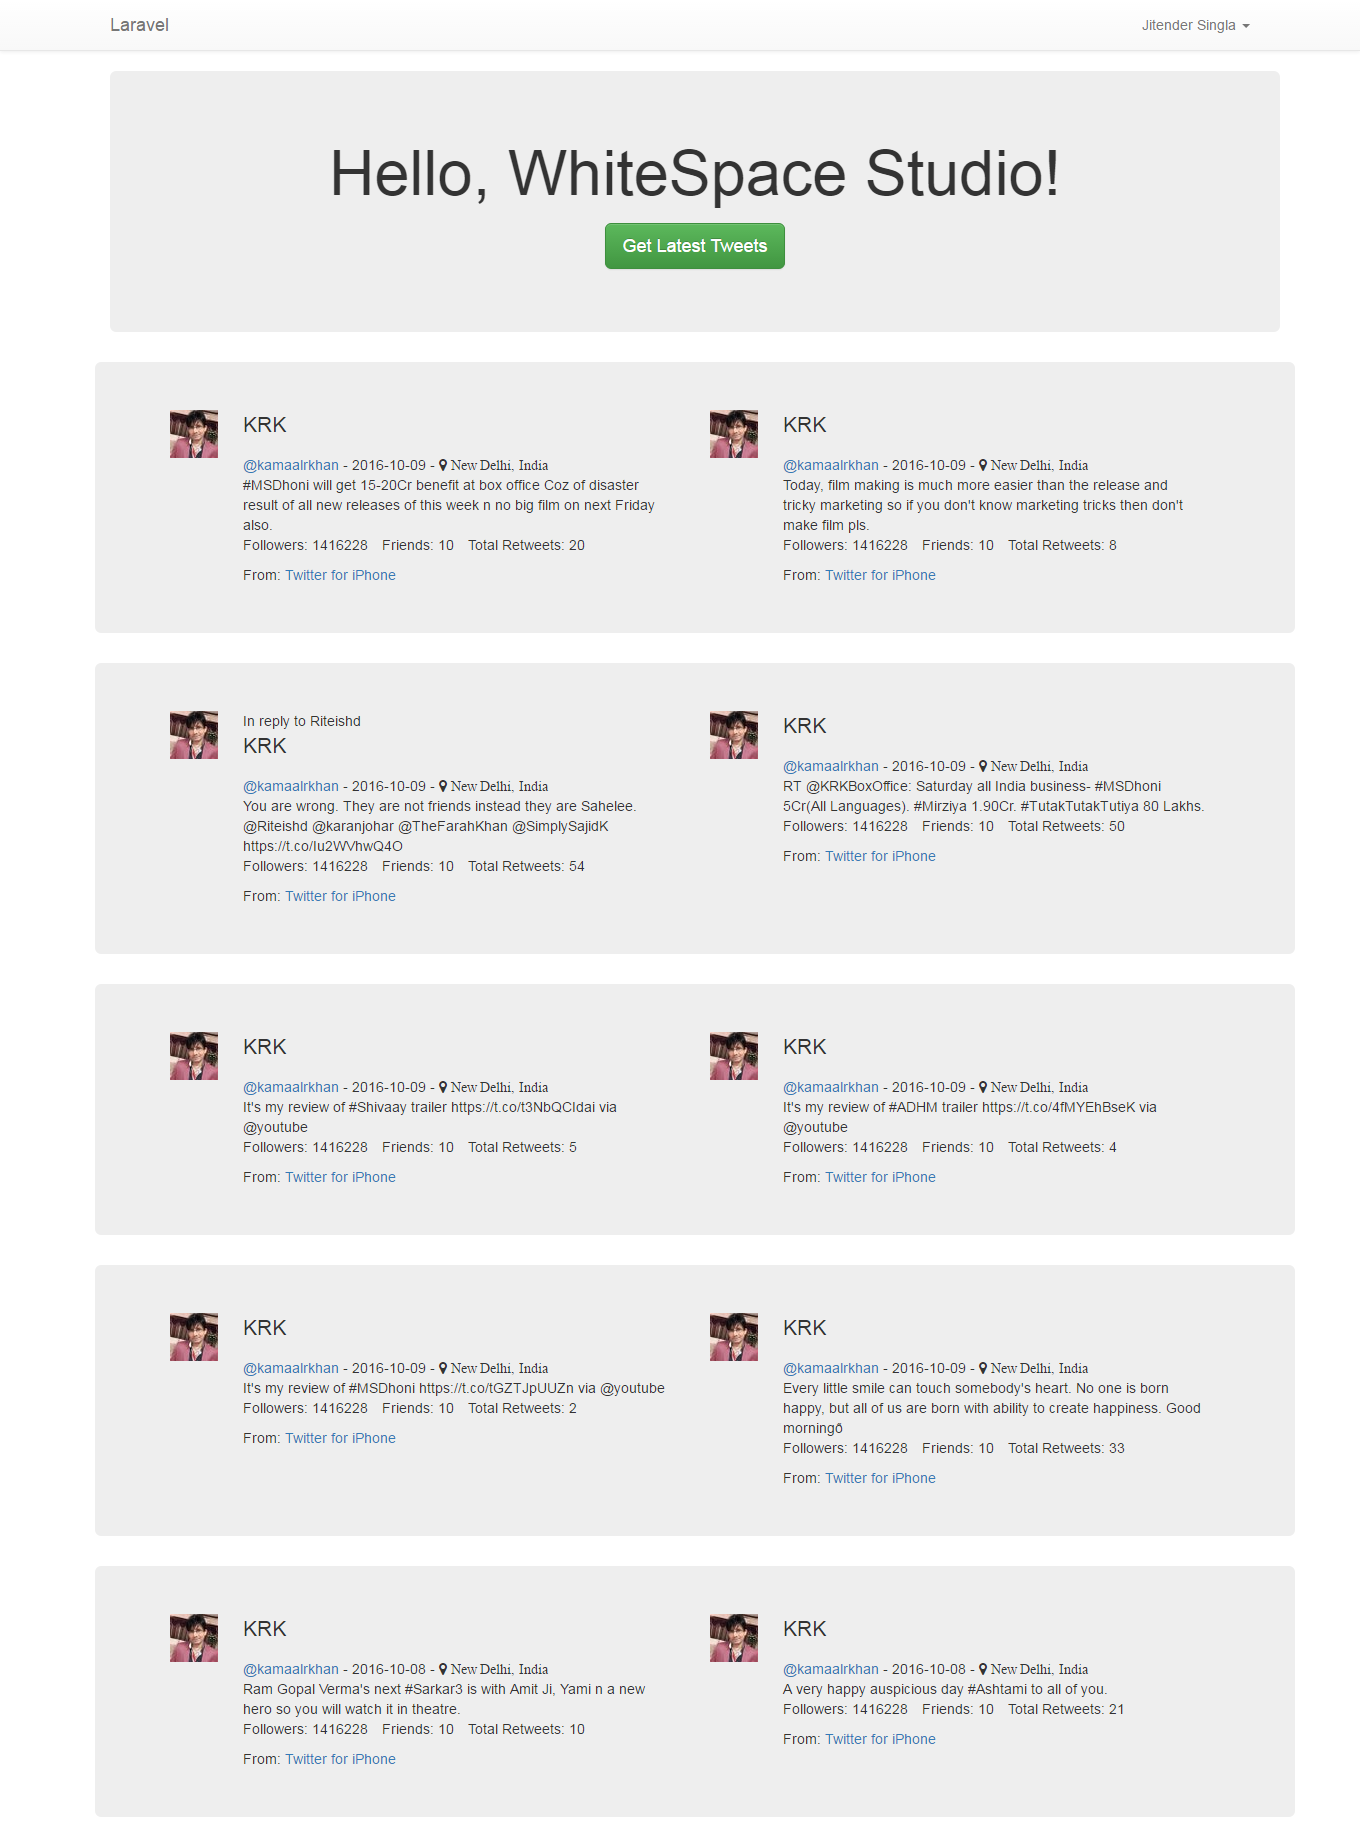 Laravel
Jitender Singla
Hello, WhiteSpace Studio!
Get Latest Tweets
KRK
@kamaalrkhan - 2016-10-09 - New Delhi, India
#MSDhoni will get 15-20Cr benefit at box office Coz of disaster
result of all new releases of this week n no big film on next Friday
also.
Followers: 1416228 Friends: 10 Total Retweets: 20
From: Twitter for iPhone
KRK
@kamaalrkhan - 2016-10-09 - New Delhi, India
Today, film making is much more easier than the release and
tricky marketing so if you don't know marketing tricks then don't
make film pls.
Followers: 1416228 Friends: 10 Total Retweets: 8
From: Twitter for iPhone
In reply to Riteishd
KRK
@kamaalrkhan - 2016-10-09 - New Delhi, India
You are wrong. They are not friends instead they are Sahelee.
@Riteishd @karanjohar @TheFarahKhan @SimplySajidK
https://t.co/Iu2WVhwQ4O
Followers: 1416228 Friends: 10 Total Retweets: 54
From: Twitter for iPhone
KRK
@kamaalrkhan - 2016-10-09 - New Delhi, India
RT @KRKBoxOffice: Saturday all India business- #MSDhoni
5Cr(All Languages). #Mirziya 1.90Cr. #TutakTutakTutiya 80 Lakhs.
Followers: 1416228 Friends: 10 Total Retweets: 50
From: Twitter for iPhone
KRK
@kamaalrkhan - 2016-10-09 - New Delhi, India
It's my review of #Shivaay trailer https://t.co/t3NbQCIdai via
@youtube
Followers: 1416228 Friends: 10 Total Retweets: 5
From: Twitter for iPhone
KRK
@kamaalrkhan - 2016-10-09 - New Delhi, India
It's my review of #ADHM trailer https://t.co/4fMYEhBseK via
@youtube
Followers: 1416228 Friends: 10 Total Retweets: 4
From: Twitter for iPhone
KRK
@kamaalrkhan - 2016-10-09 - New Delhi, India
It's my review of #MSDhoni https://t.co/tGZTJpUUZn via @youtube
Followers: 1416228 Friends: 10 Total Retweets: 2
From: Twitter for iPhone
KRK
@kamaalrkhan - 2016-10-09 - New Delhi, India
Every little smile can touch somebody's heart. No one is born
happy, but all of us are born with ability to create happiness. Good
morningð
Followers: 1416228 Friends: 10 Total Retweets: 33
From: Twitter for iPhone
KRK
@kamaalrkhan - 2016-10-08 - New Delhi, India
Ram Gopal Verma's next #Sarkar3 is with Amit Ji, Yami n a new
hero so you will watch it in theatre.
Followers: 1416228 Friends: 10 Total Retweets: 10
From: Twitter for iPhone
KRK
@kamaalrkhan - 2016-10-08 - New Delhi, India
A very happy auspicious day #Ashtami to all of you.
Followers: 1416228 Friends: 10 Total Retweets: 21
From: Twitter for iPhone